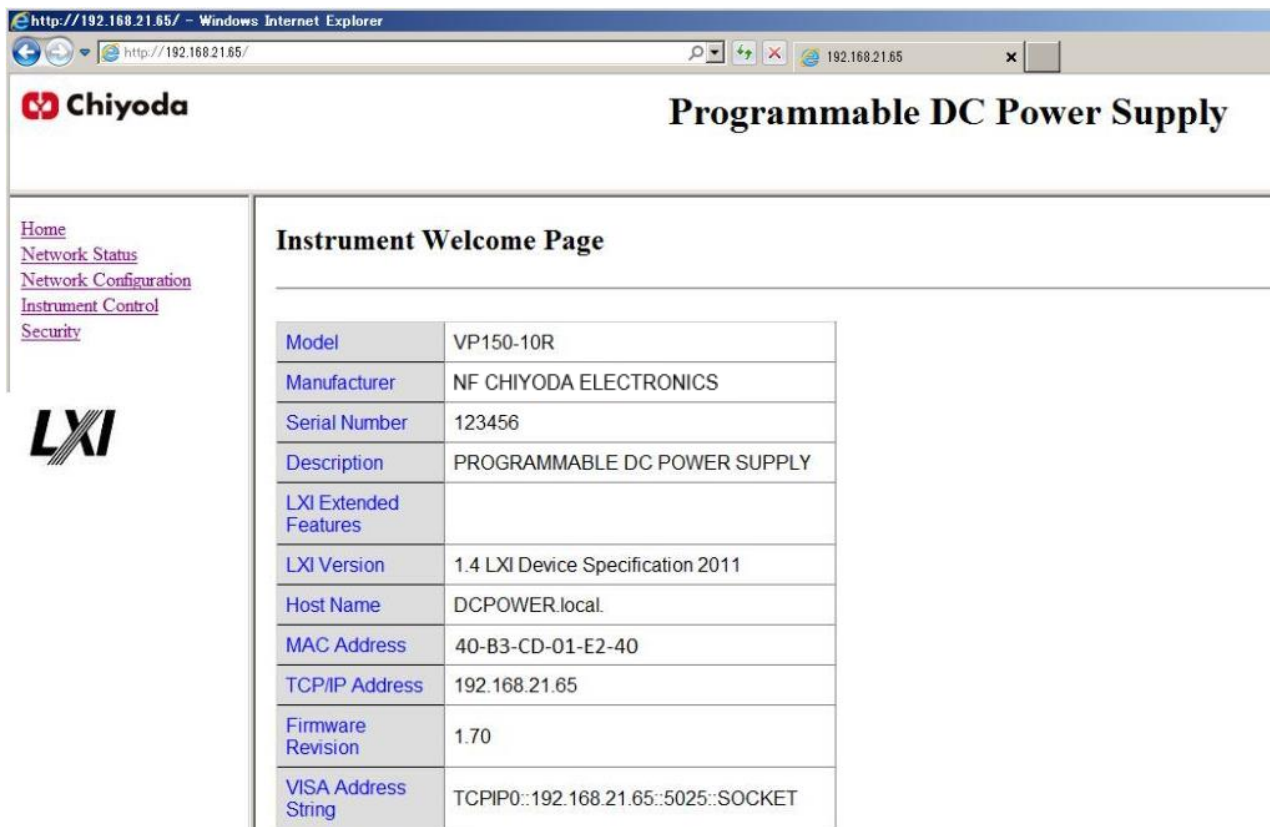 http://192.168.21.65/ - Windows Internet Explorer
http://192.168.21.65/
192.168.21.65
Chiyoda
Programmable DC Power Supply
Home
Network Status
Network Configuration
Instrument Control
Security
LXI
Instrument Welcome Page
Model VP150-10R
Manufacturer NF CHIYODA ELECTRONICS
Serial Number 123456
Description PROGRAMMABLE DC POWER SUPPLY
LXI Extended
Features
LXI Version 1.4 LXI Device Specification 2011
Host Name DCPOWER.local.
MAC Address 40-B3-CD-01-E2-40
TCP/IP Address 192.168.21.65
Firmware
Revision 1.70
VISA Address
String TCPIP0::192.168.21.65::5025::SOCKET